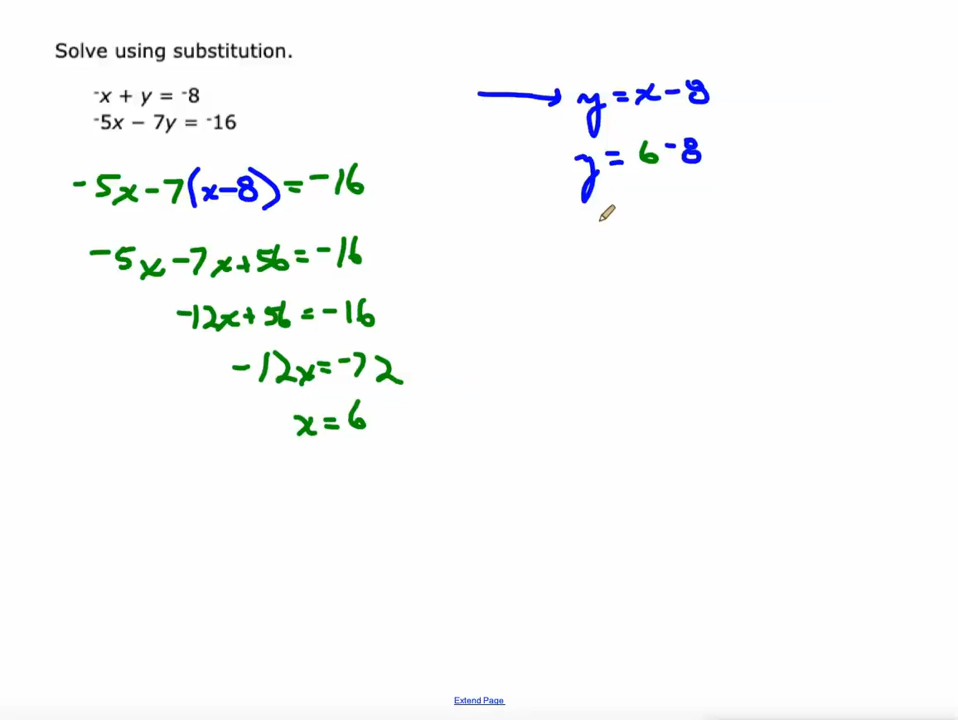 Solve using substitution.
-x + y = -8
-5x − 7y = -16
y = x - 8
y = 6 - 8
-5x - 7(x-8) = -16
-5x - 7x + 56 = -16
-12x + 56 = -16
-12x = -72
x = 6
Extend Page